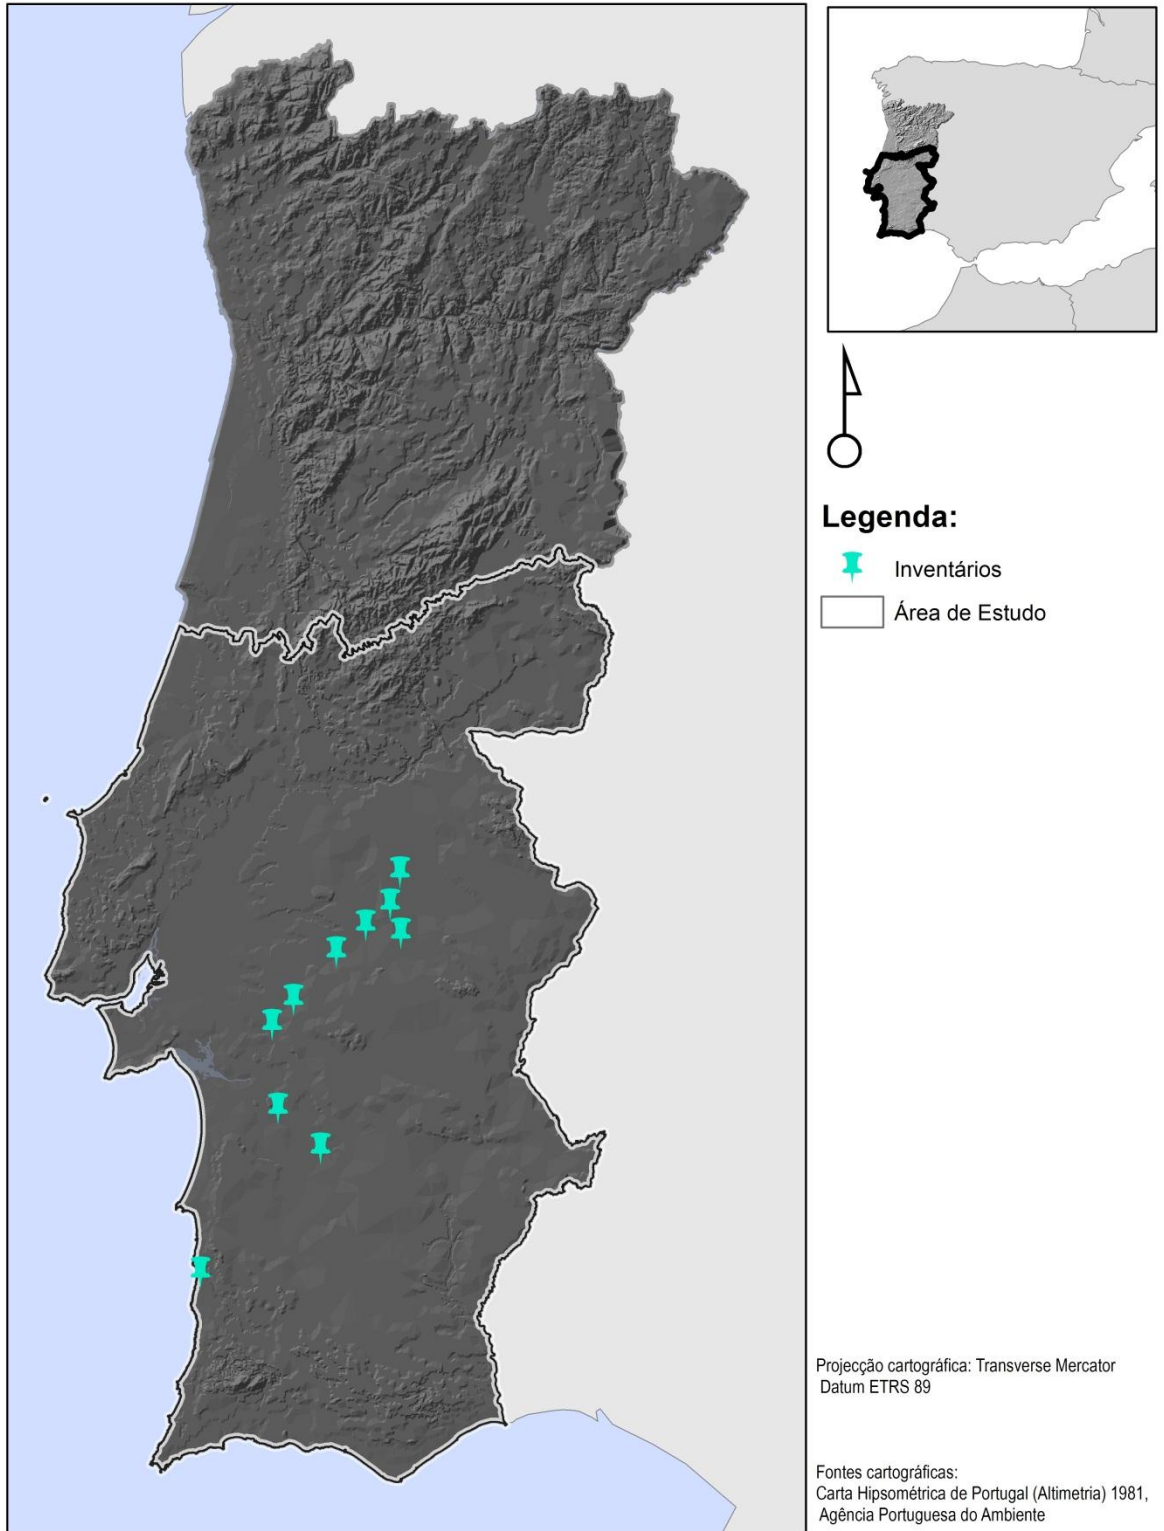 Legenda:
Inventários
Área de Estudo
Projecção cartográfica: Transverse Mercator
Datum ETRS 89
Fontes cartográficas:
Carta Hipsométrica de Portugal (Altimetria) 1981,
Agência Portuguesa do Ambiente